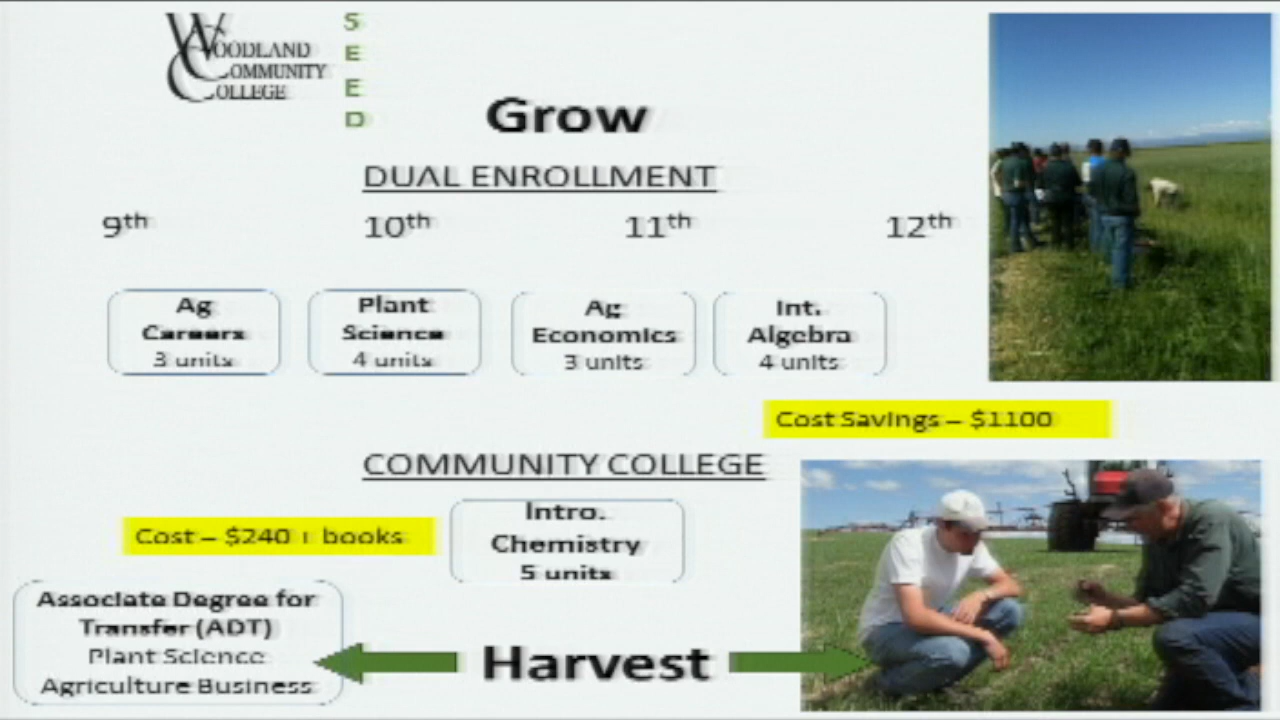 WOODLAND
COMMUNITY
COLLEGE
S
E
E
D
Grow
DUAL ENROLLMENT
9th 10th 11th 12th
Ag
Careers
3 units
Plant
Science
4 units
Ag
Economics
3 units
Int.
Algebra
4 units
Cost Savings – $1100
COMMUNITY COLLEGE
Cost – $240 + books
Intro.
Chemistry
5 units
Associate Degree for
Transfer (ADT)
Plant Science
Agriculture Business
Harvest